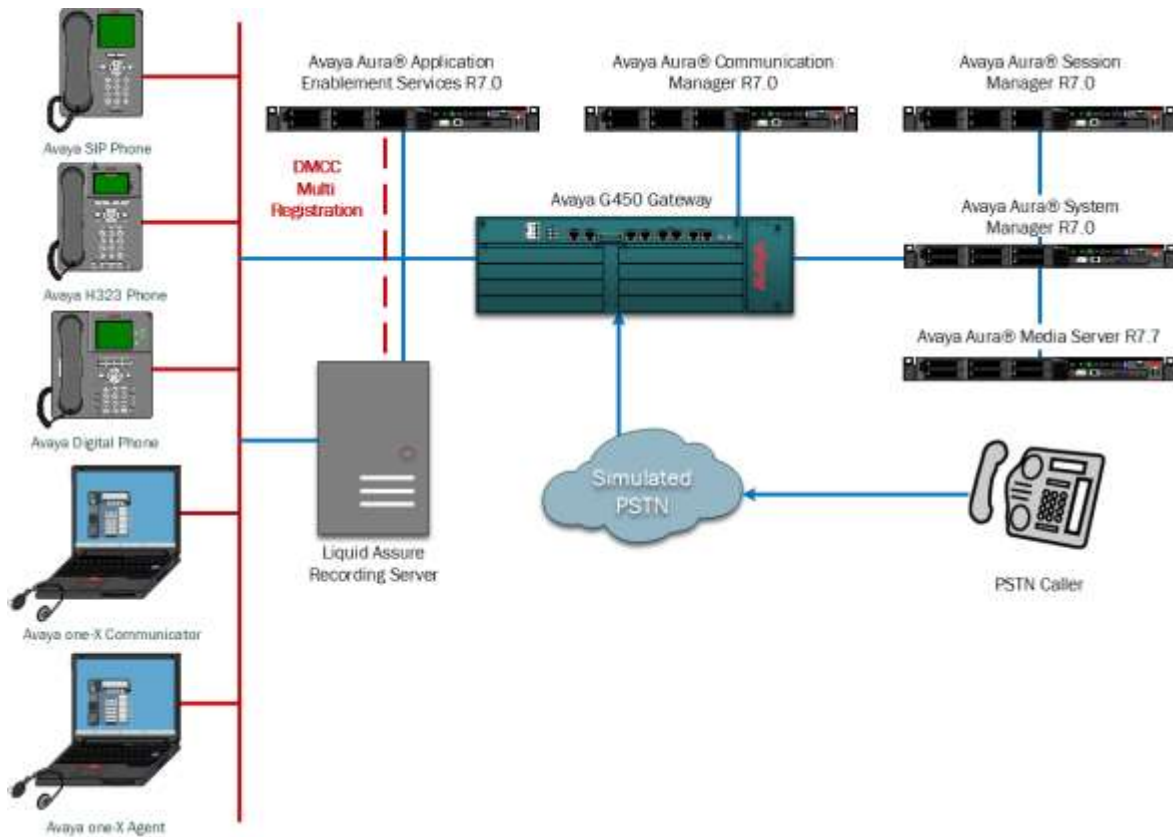 Avaya Aura® Application
Enablement Services R7.0
Avaya Aura® Communication
Manager R7.0
Avaya Aura® Session
Manager R7.0
Avaya SIP Phone
DMCC
Multi
Registration
Avaya G450 Gateway
AVAYA
Avaya Aura® System
Manager R7.0
Avaya H323 Phone
Avaya Aura® Media Server R7.7
Avaya Digital Phone
Simulated
PSTN
Liquid Assure
Recording Server
PSTN Caller
Avaya one-X Communicator
Avaya one-X Agent